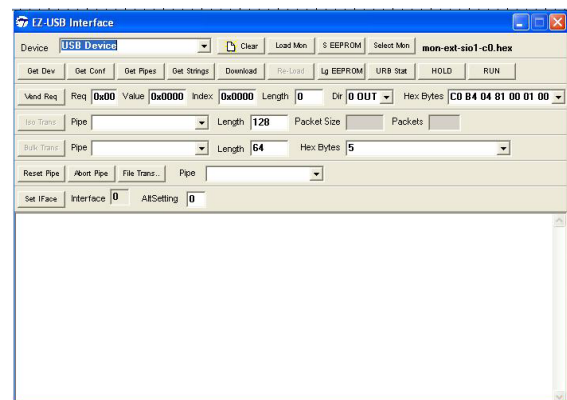 EZ-USB Interface
Device USB Device Clear Load Mon S EEPROM Select Mon mon-ext-sio1-c0.hex
Get Dev Get Conf Get Pipes Get Strings Download Re-Load Lg EEPROM URB Stat HOLD RUN
Vend Req Req 0x00 Value 0x0000 Index 0x0000 Length 0 Dir 0 OUT Hex Bytes C0 B4 04 81 00 01 00
Iso Trans Pipe Length 128 Packet Size Packets
Bulk Trans Pipe Length 64 Hex Bytes 5
Reset Pipe Abort Pipe File Trans.. Pipe
Set IFace Interface 0 AltSetting 0